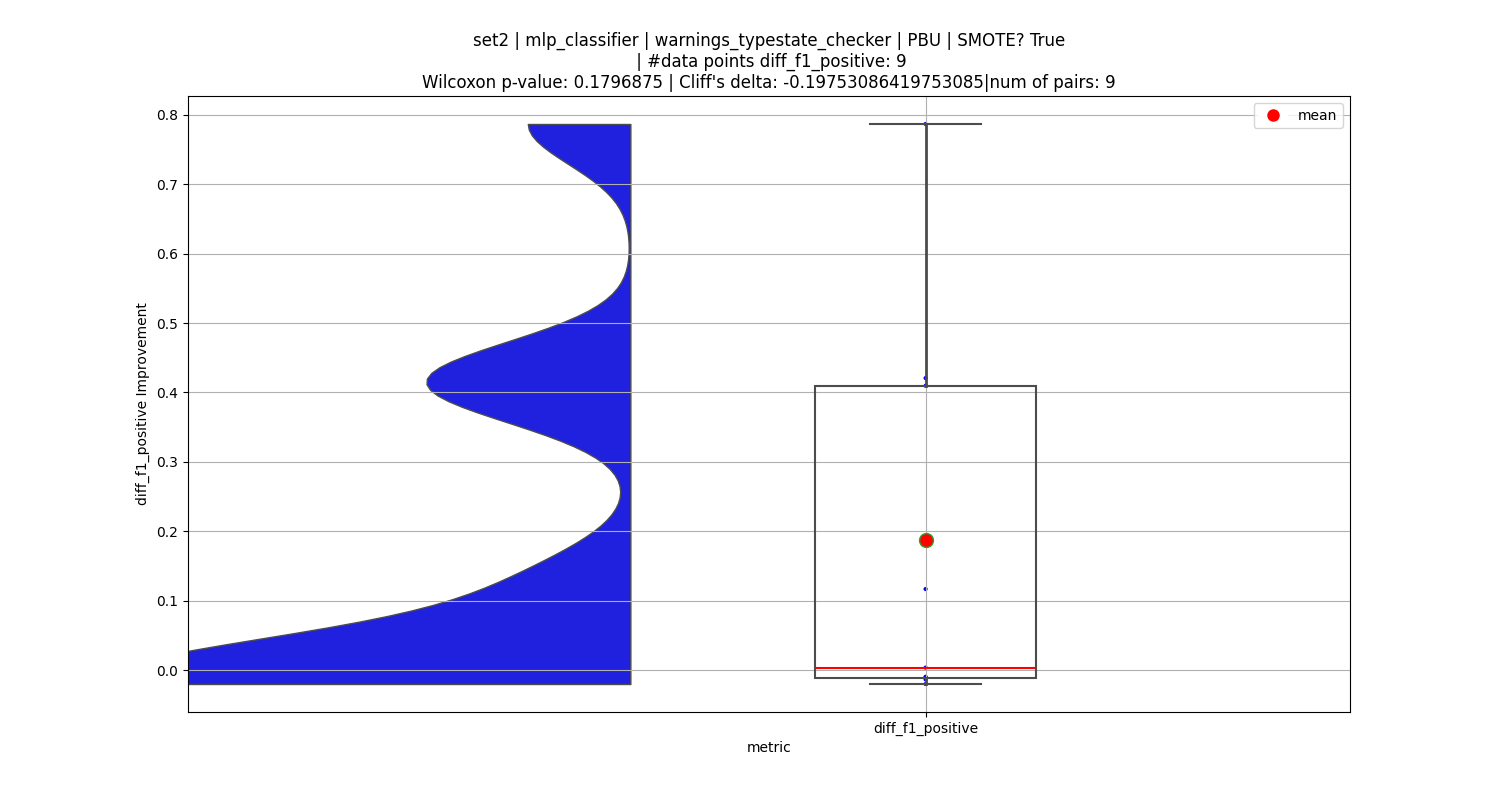 set2 | mlp_classifier | warnings_typestate_checker | PBU | SMOTE? True
| #data points diff_f1_positive: 9
Wilcoxon p-value: 0.1796875 | Cliff's delta: -0.19753086419753085|num of pairs: 9
mean
0.8
0.7
0.6
0.5
0.4
0.3
0.2
0.1
0.0
diff_f1_positive Improvement
diff_f1_positive
metric